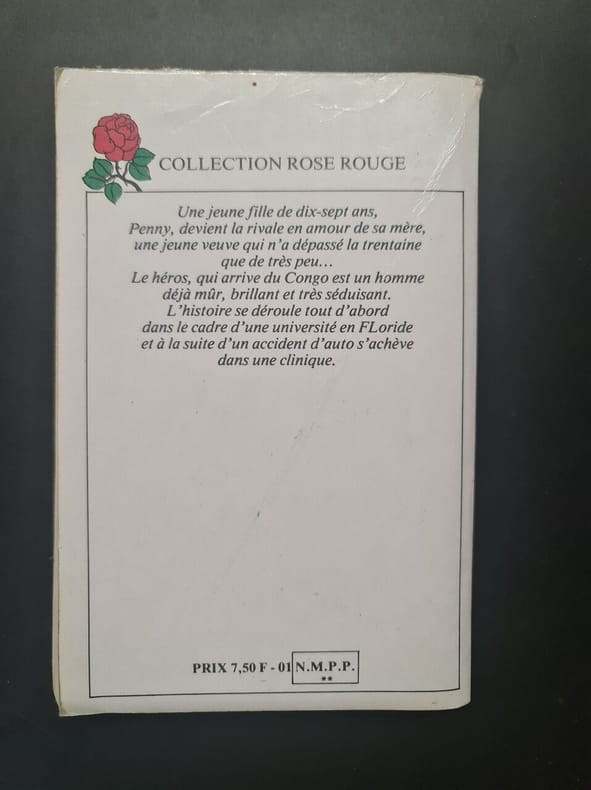 COLLECTION ROSE ROUGE
Une jeune fille de dix-sept ans,
Penny, devient la rivale en amour de sa mère,
une jeune veuve qui n'a dépassé la trentaine
que de très peu...
Le héros, qui arrive du Congo est un homme
déjà mûr, brillant et très séduisant.
L'histoire se déroule tout d'abord
dans le cadre d'une université en FLoride
et à la suite d'un accident d'auto s'achève
dans une clinique.
PRIX 7,50 F - 01 N.M.P.P.
**